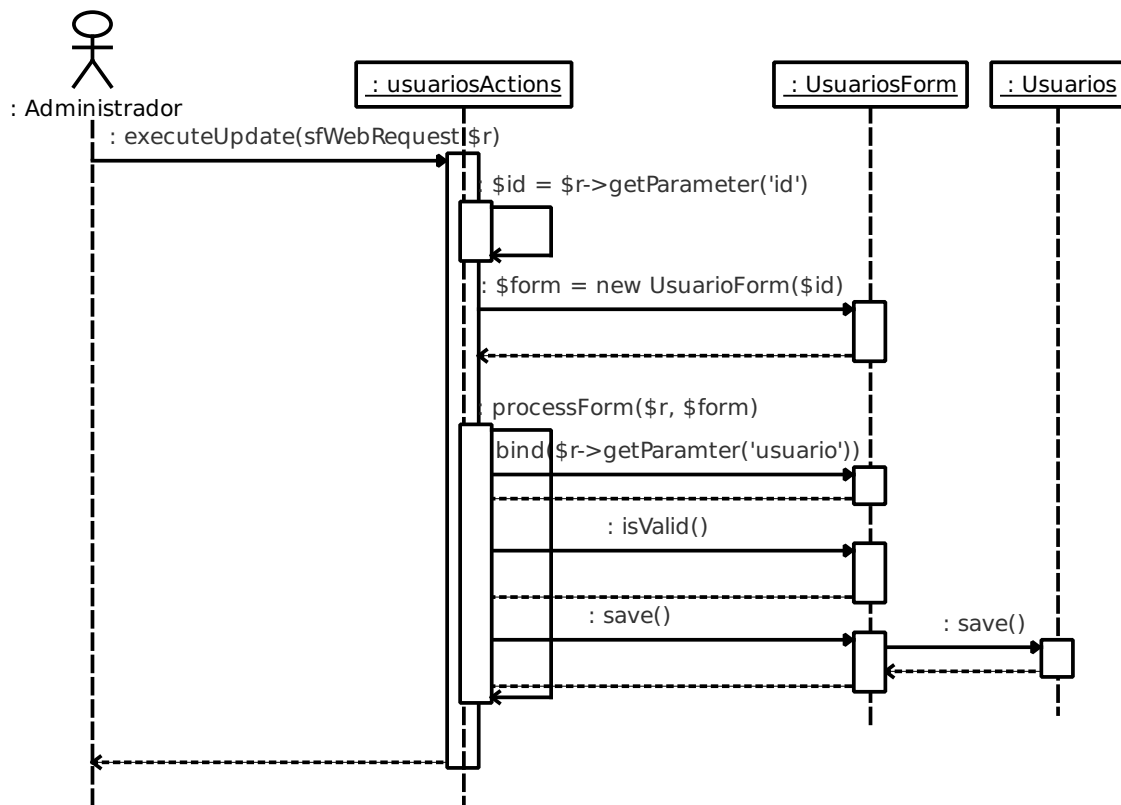 : Administrador
: usuariosActions
: UsuariosForm
: Usuarios
: executeUpdate(sfWebRequest $r)
: $id = $r->getParameter('id')
: $form = new UsuarioForm($id)
: processForm($r, $form)
bind($r->getParamter('usuario'))
: isValid()
: save()
: save()